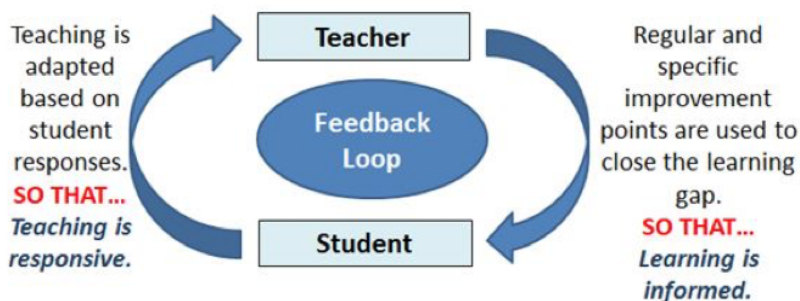 Teaching is
adapted
based on
student
responses.
SO THAT...
Teaching is
responsive.
Teacher
Feedback
Loop
Student
Regular and
specific
improvement
points are used to
close the learning
gap.
SO THAT...
Learning is
informed.